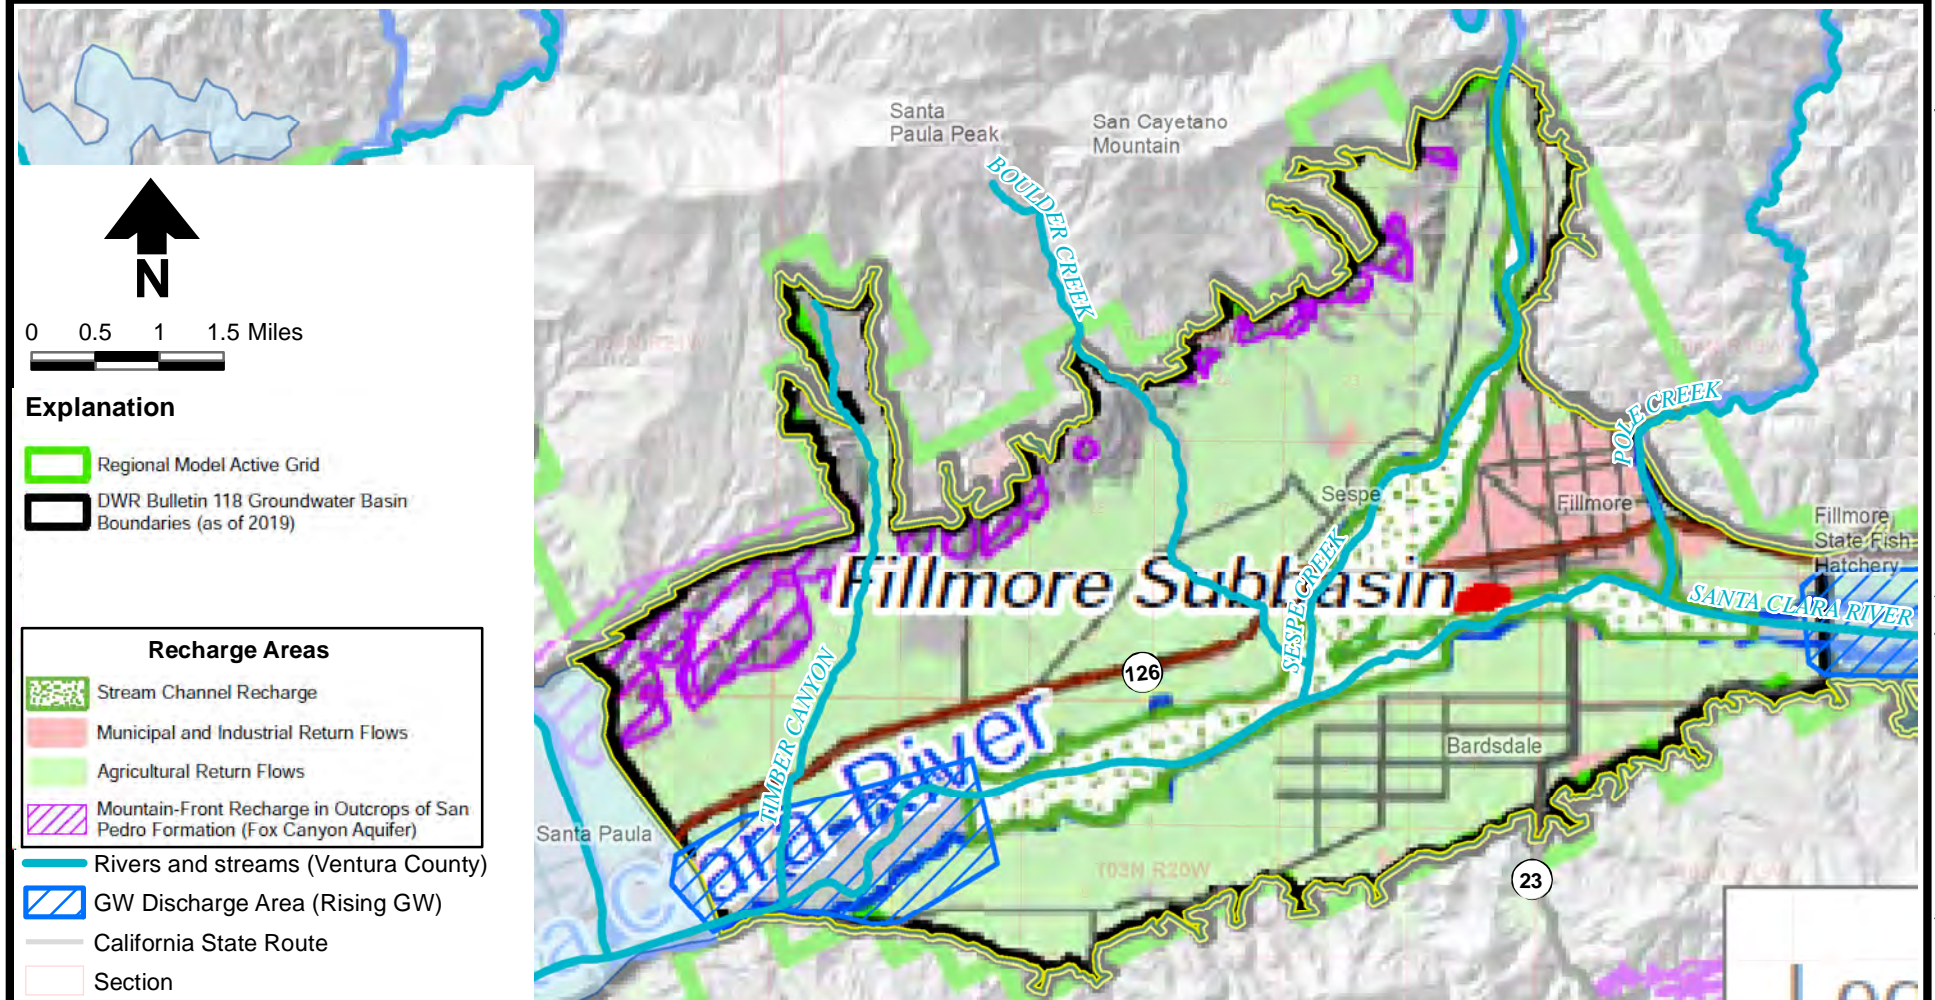 Santa
Paula Peak
San Cayetano
Mountain
BOULDER CREEK
N
0 0.5 1 1.5 Miles
Explanation
Regional Model Active Grid
DWR Bulletin 118 Groundwater Basin
Boundaries (as of 2019)
POLE CREEK
Sespe
Fillmore
Fillmore
State Fish
Hatchery
SESPE CREEK
Fillmore Subbasin
SANTA CLARA RIVER
Recharge Areas
Stream Channel Recharge
Municipal and Industrial Return Flows
Agricultural Return Flows
Mountain-Front Recharge in Outcrops of San
Pedro Formation (Fox Canyon Aquifer)
Rivers and streams (Ventura County)
GW Discharge Area (Rising GW)
California State Route
Section
126
TIMBER CANYON
ara-River
Bardsdale
Santa Paula
T03N R20W
23